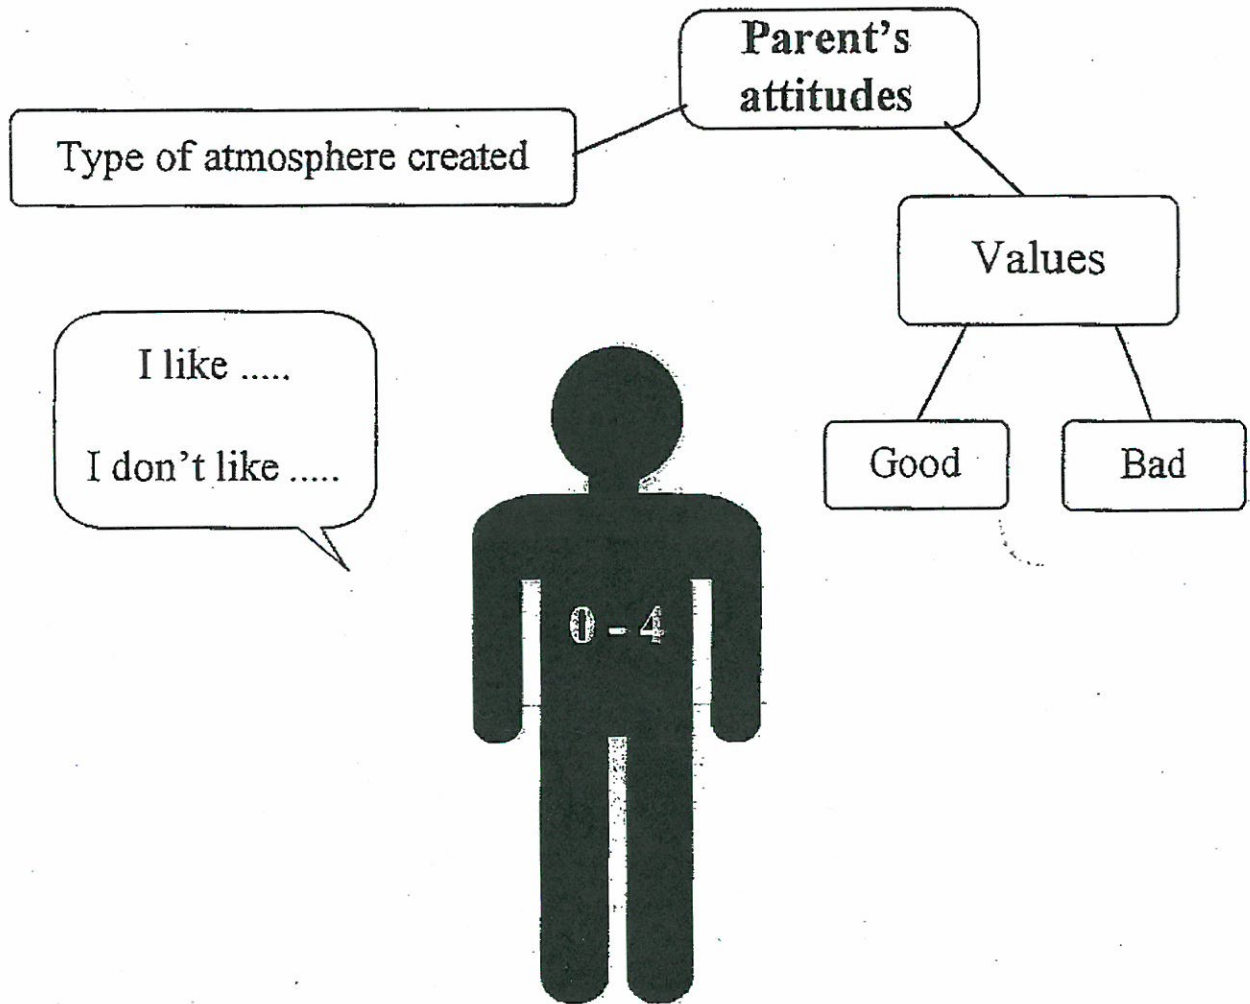 Parent's
attitudes
Type of atmosphere created
Values
I like .....
I don't like .....
Good
Bad
0 - 4